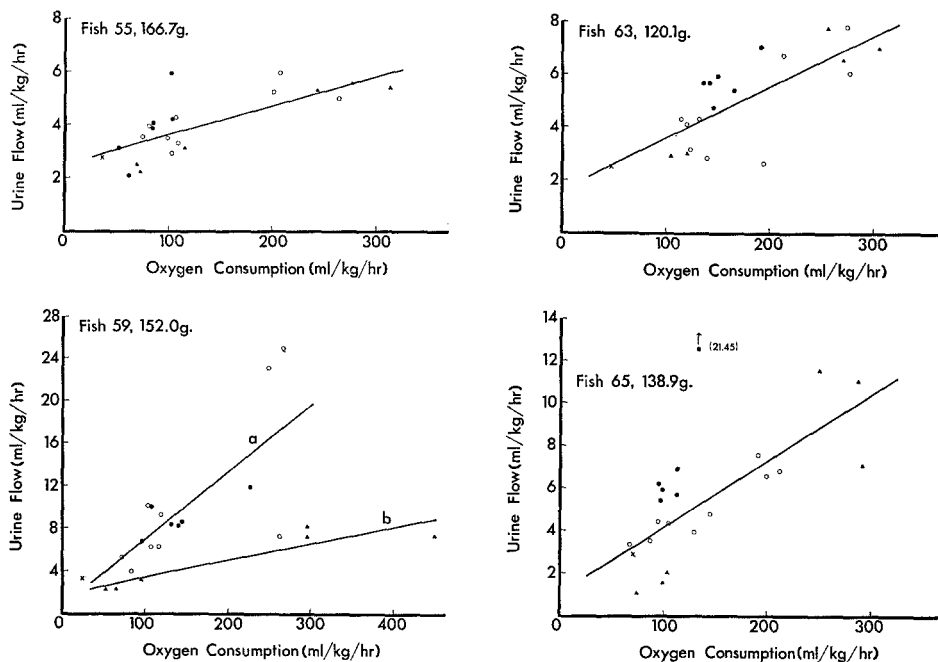 Fish 55, 166.7g.
8
6
4
2
0
100
200
300
Urine Flow (ml/kg/hr)
Oxygen Consumption (ml/kg/hr)
Fish 63, 120.1g.
8
6
4
2
0
100
200
300
Urine Flow (ml/kg/hr)
Oxygen Consumption (ml/kg/hr)
Fish 59, 152.0g.
28
24
20
16
12
8
4
0
100
200
300
400
a
b
Urine Flow (ml/kg/hr)
Oxygen Consumption (ml/kg/hr)
Fish 65, 138.9g.
(21.45)
14
12
10
8
6
4
2
0
100
200
300
Urine Flow (ml/kg/hr)
Oxygen Consumption (ml/kg/hr)